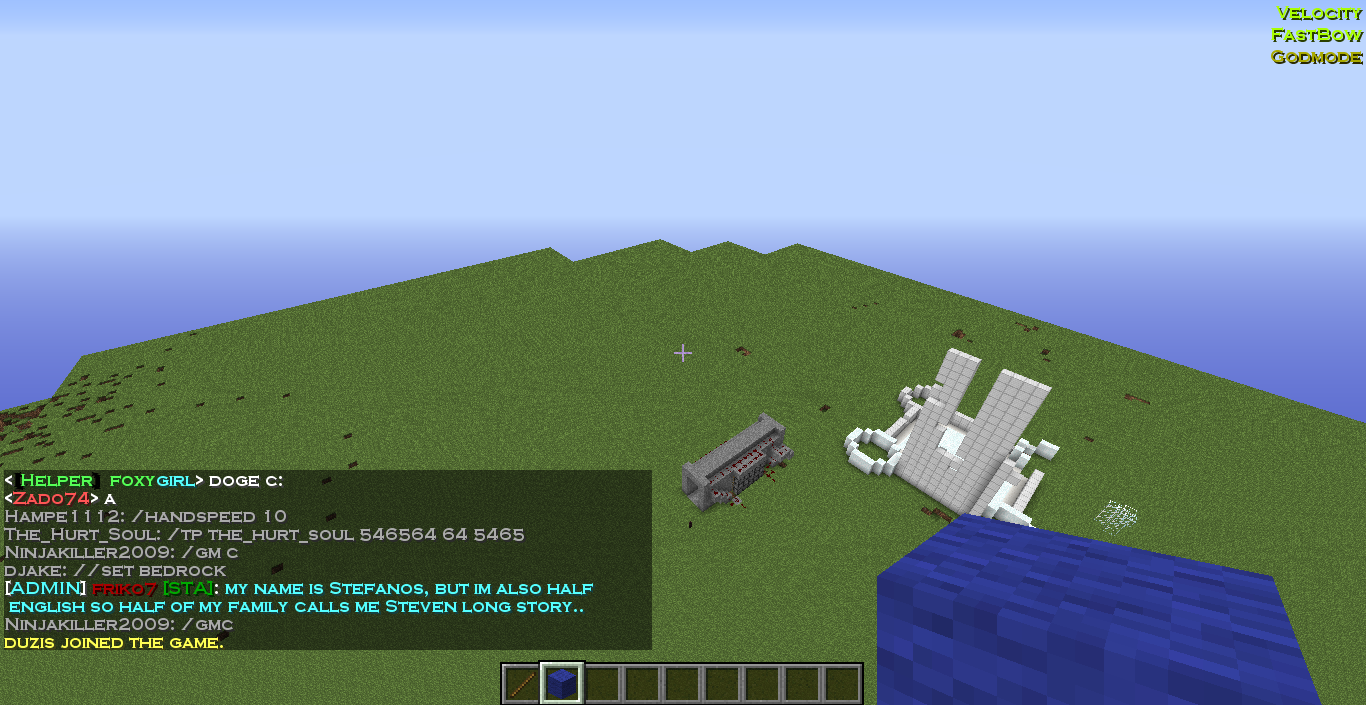 Velocity
FastBow
Godmode
<[Helper] foxygirl> doge c:
<Zado74> a
Hampe1112: /handspeed 10
The_Hurt_Soul: /tp the_hurt_soul 546564 64 5465
Ninjakiller2009: /gm c
djake: //set bedrock
[ADMIN] frik07 [STA]: my name is Stefanos, but im also half
english so half of my family calls me Steven long story..
Ninjakiller2009: /gmc
duzis joined the game.